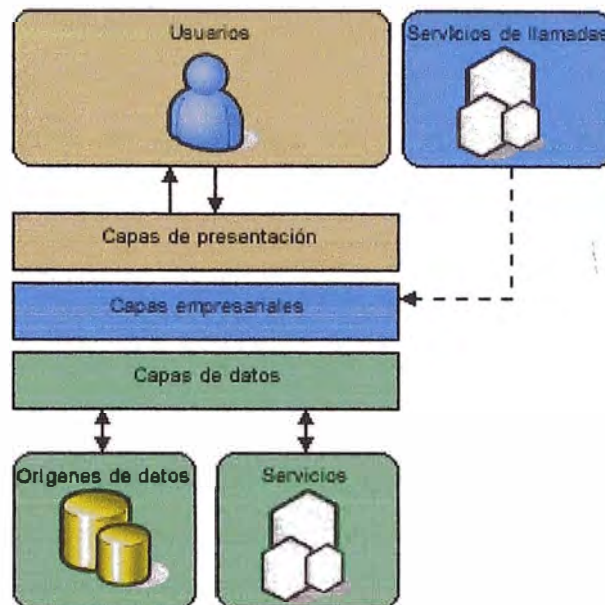 Usuarios
Servicios de llamadas
Capas de presentación
Capas empresariales
Capas de datos
Orígenes de datos
Servicios